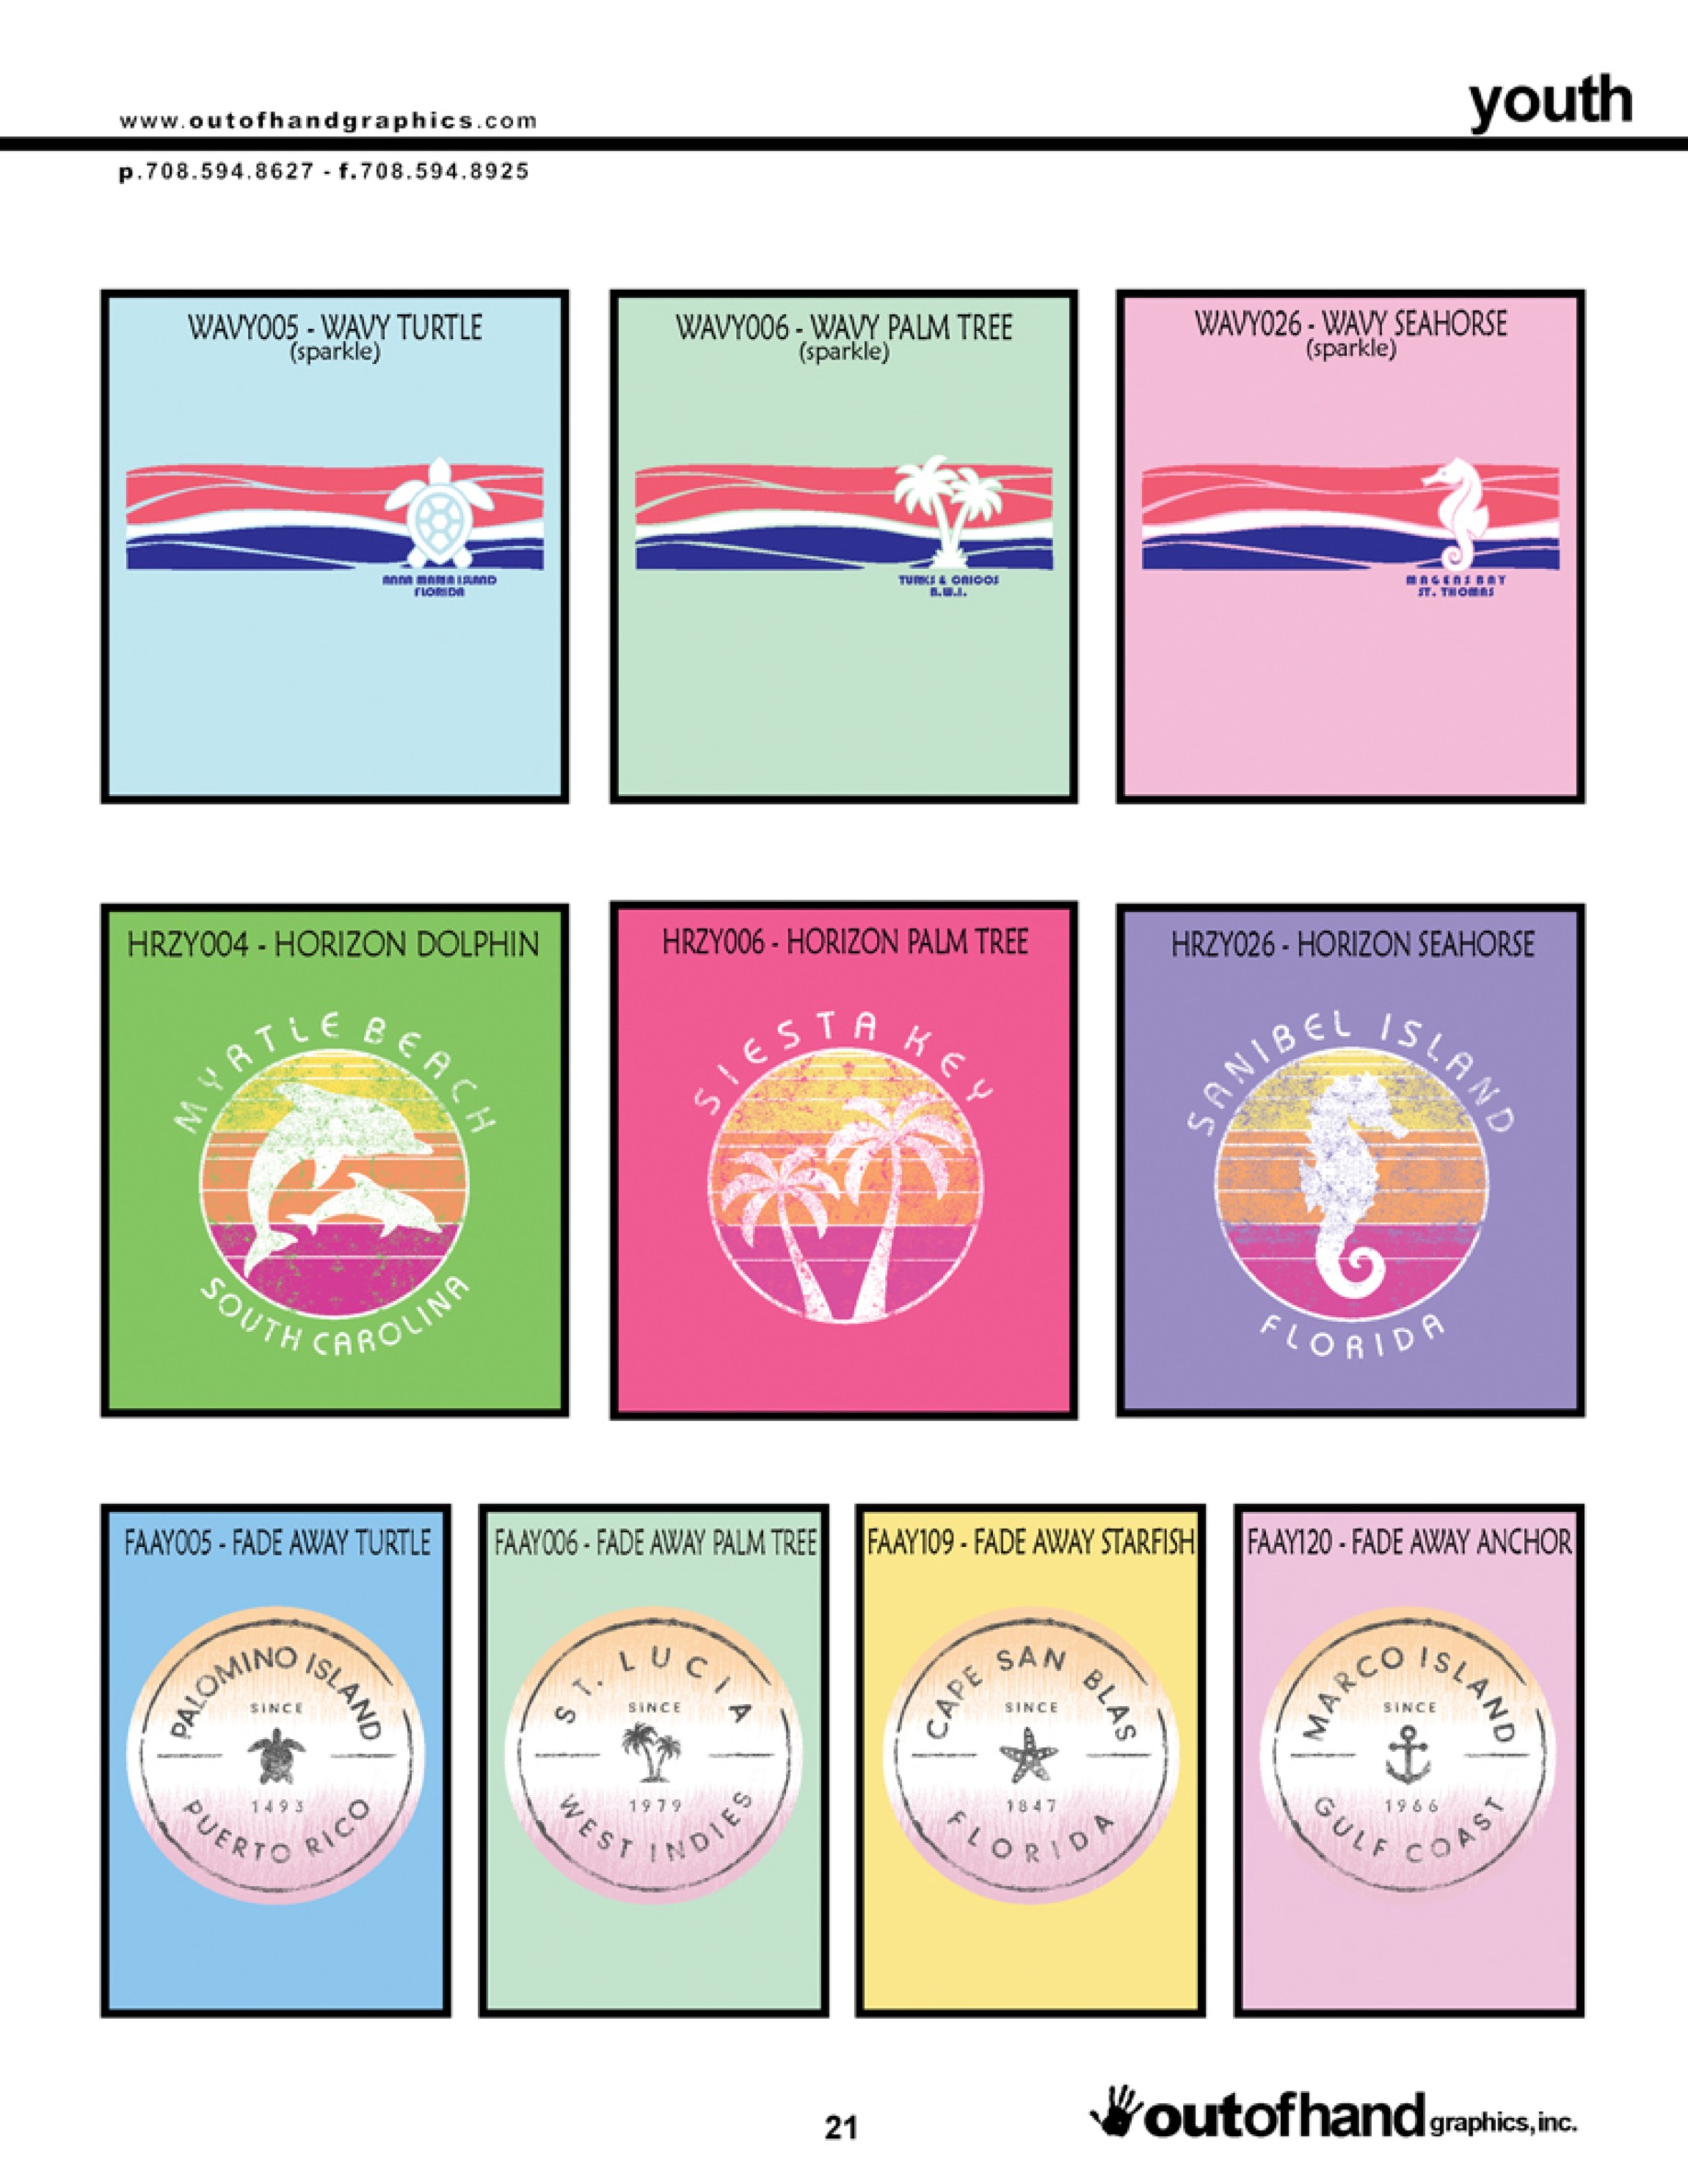 youth
www.outofhandgraphics.com
p.708.594.8627 - f.708.594.8925
WAVY005 - WAVY TURTLE
(sparkle)
ANNA MARIA ISLAND
FLORIDA
WAVY006 - WAVY PALM TREE
(sparkle)
TURKS & CAICOS
B.W.I.
WAVY026 - WAVY SEAHORSE
(sparkle)
MAGENS BAY
ST. THOMAS
HRZY004 - HORIZON DOLPHIN
MYRTLE BEACH
SOUTH CAROLINA
HRZY006 - HORIZON PALM TREE
SIESTA KEY
HRZY026 - HORIZON SEAHORSE
SANIBEL ISLAND
FLORIDA
FAAY005 - FADE AWAY TURTLE
PALOMINO ISLAND
SINCE
1493
PUERTO RICO
FAAY006 - FADE AWAY PALM TREE
ST. LUCIA
SINCE
1979
WEST INDIES
FAAY109 - FADE AWAY STARFISH
CAPE SAN BLAS
SINCE
1847
FLORIDA
FAAY120 - FADE AWAY ANCHOR
MARCO ISLAND
SINCE
1966
GULF COAST
21
outofhand graphics, inc.